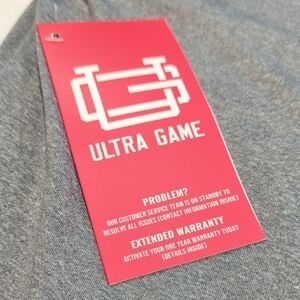 ULTRA GAME
PROBLEM?
OUR CUSTOMER SERVICE TEAM IS ON STANDBY TO
RESOLVE ALL ISSUES (CONTACT INFORMATION INSIDE)
EXTENDED WARRANTY
ACTIVATE YOUR ONE YEAR WARRANTY TODAY
(DETAILS INSIDE)